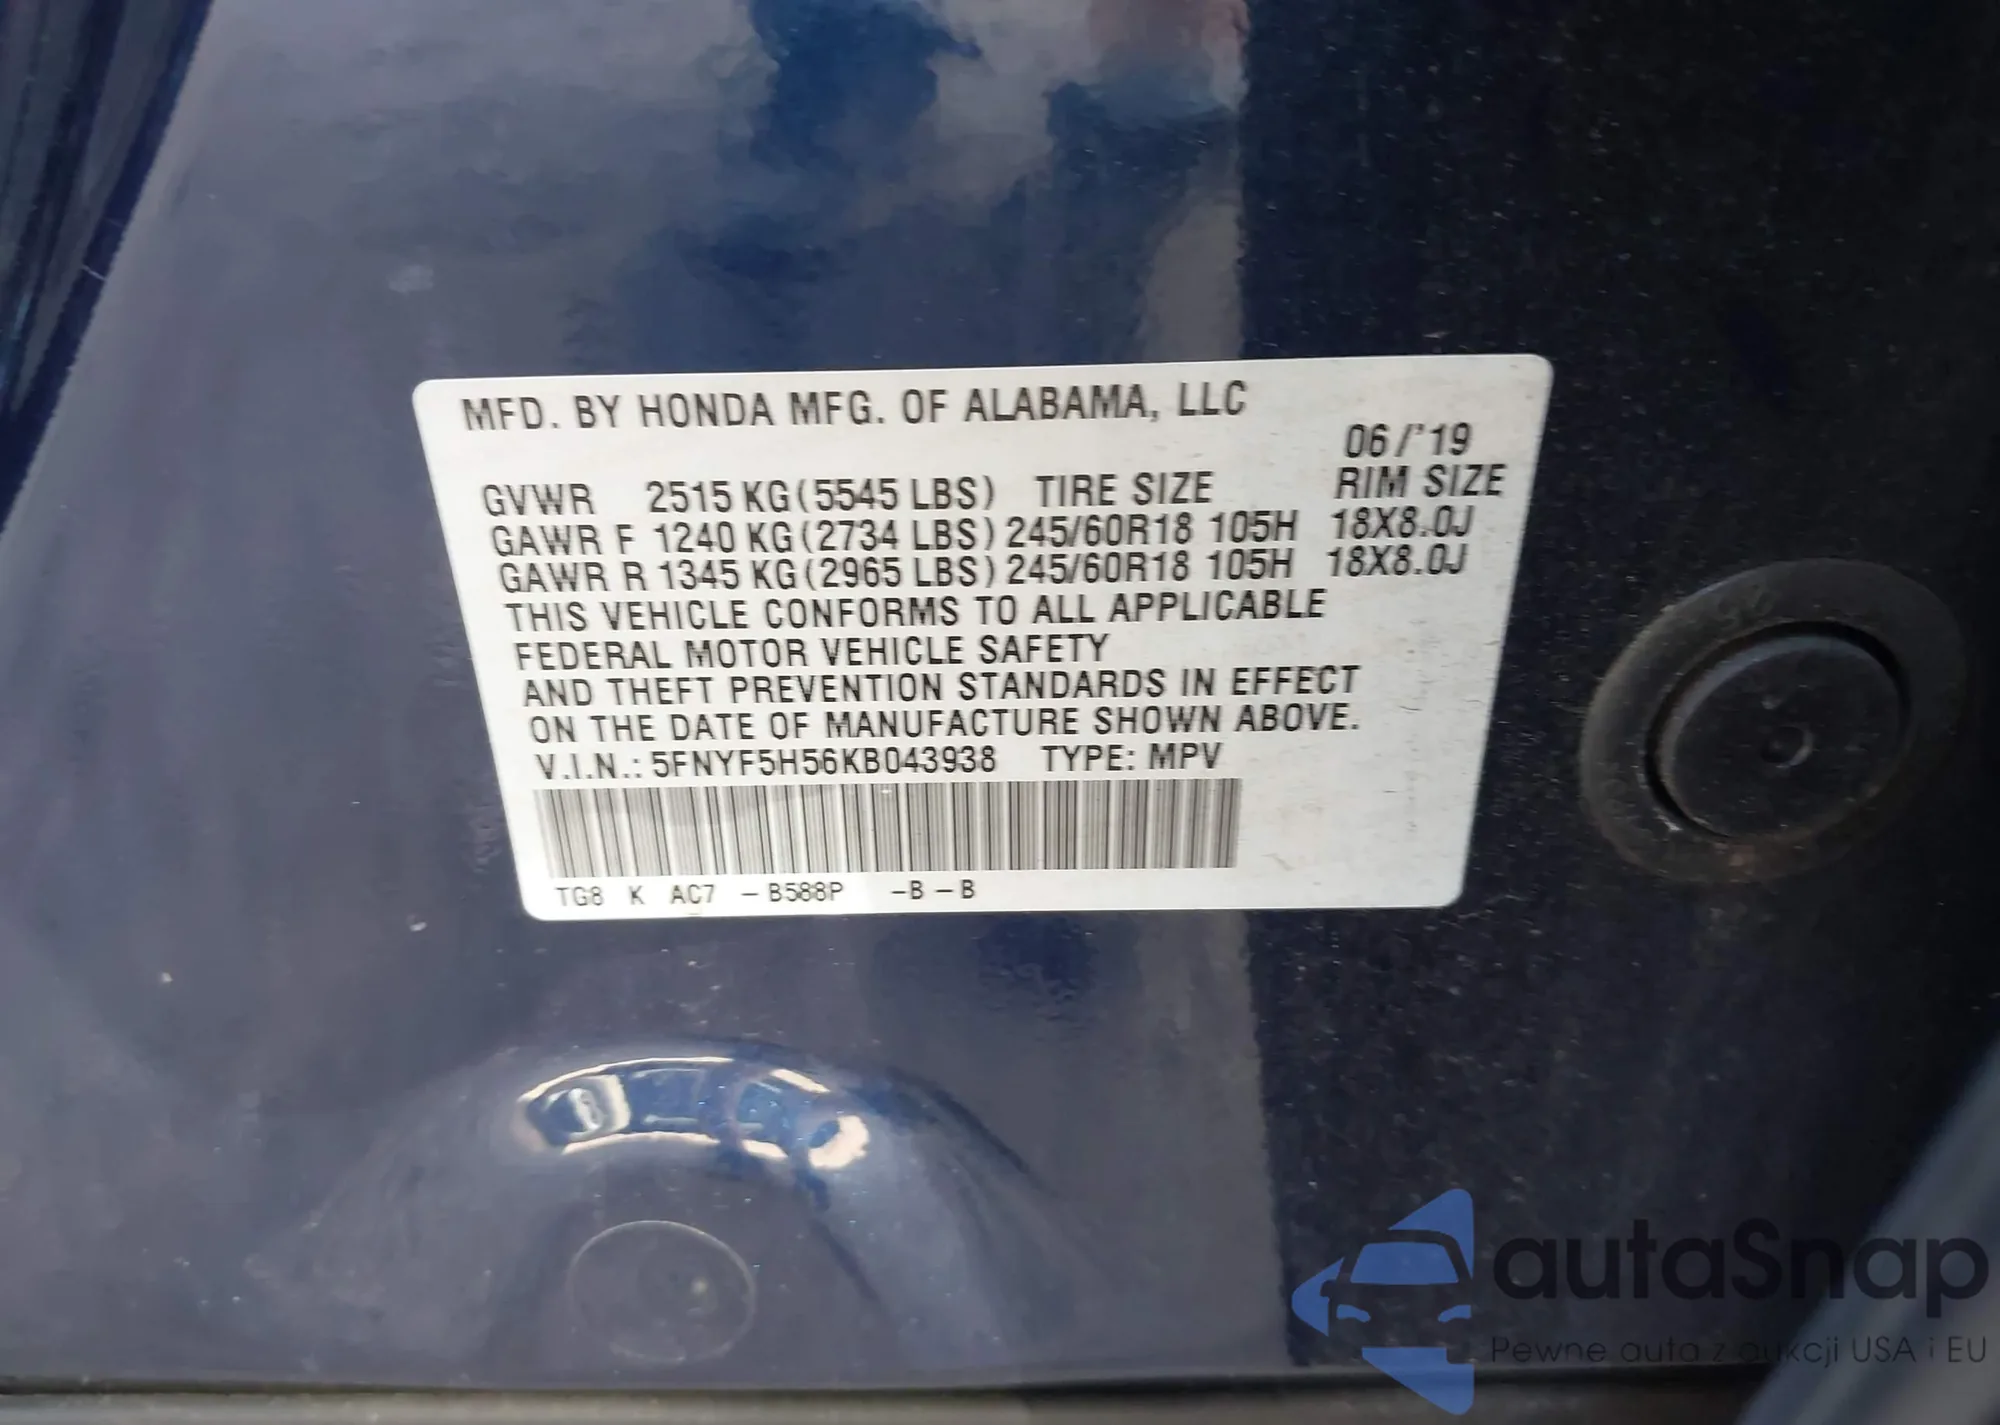 MFD. BY HONDA MFG. OF ALABAMA, LLC
06/'19
GVWR 2515 KG(5545 LBS) TIRE SIZE RIM SIZE
GAWR F 1240 KG(2734 LBS) 245/60R18 105H 18X8.0J
GAWR R 1345 KG(2965 LBS) 245/60R18 105H 18X8.0J
THIS VEHICLE CONFORMS TO ALL APPLICABLE
FEDERAL MOTOR VEHICLE SAFETY
AND THEFT PREVENTION STANDARDS IN EFFECT
ON THE DATE OF MANUFACTURE SHOWN ABOVE.
V.I.N.: 5FNYF5H56KB043938 TYPE: MPV
TG8 K AC7 - B588P - B - B
autaSnap
Pewne auta z aukcji USA i EU